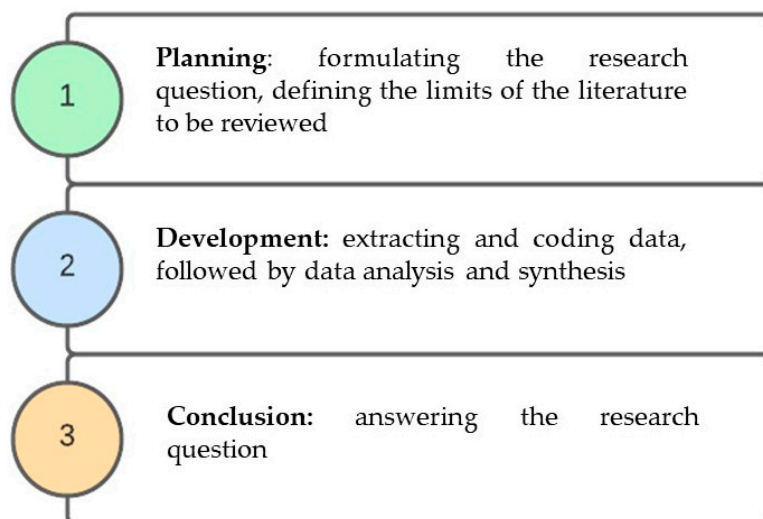 1
Planning: formulating the research
question, defining the limits of the literature
to be reviewed
2
Development: extracting and coding data,
followed by data analysis and synthesis
3
Conclusion: answering the research
question